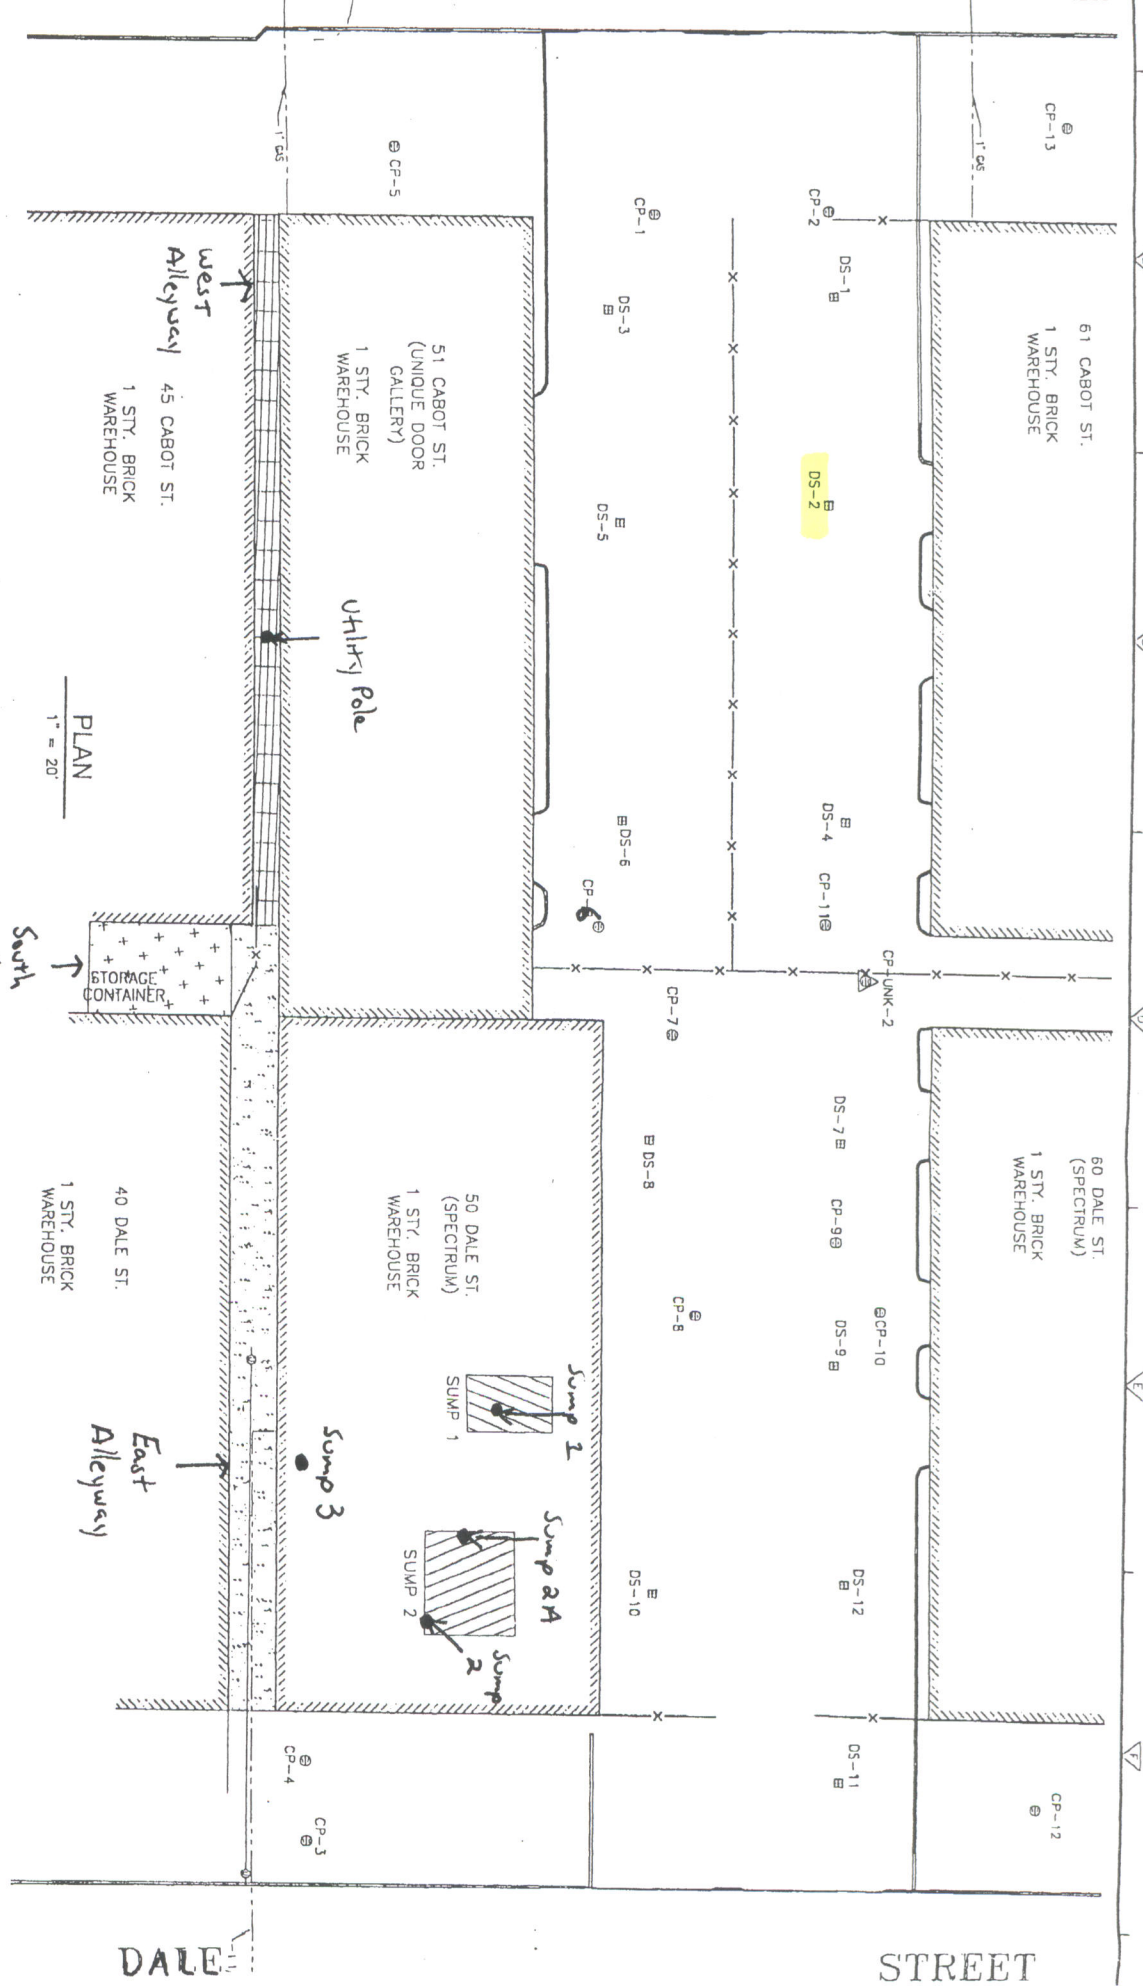 CP-13
1" GAS
1" GAS
CP-5
CP-1
CP-2
DS-1
DS-3
61 CABOT ST.
1 STY. BRICK
WAREHOUSE
West
Alleyway
51 CABOT ST.
(UNIQUE DOOR
GALLERY)
1 STY. BRICK
WAREHOUSE
45 CABOT ST.
1 STY. BRICK
WAREHOUSE
DS-2
DS-5
Utility Pole
PLAN
1" = 20'
DS-4
DS-6
CP-11
CP-6
CP-UNK-2
South
STORAGE
CONTAINER
CP-7
DS-7
DS-8
CP-9
60 DALE ST.
(SPECTRUM)
1 STY. BRICK
WAREHOUSE
50 DALE ST.
(SPECTRUM)
1 STY. BRICK
WAREHOUSE
40 DALE ST.
1 STY. BRICK
WAREHOUSE
CP-8
CP-10
DS-9
E
Sump 1
SUMP 1
Sump 3
East
Alleyway
Sump 2A
SUMP 2
Sump
2
DS-10
DS-12
F
CP-4
CP-3
DS-11
CP-12
DALE
STREET